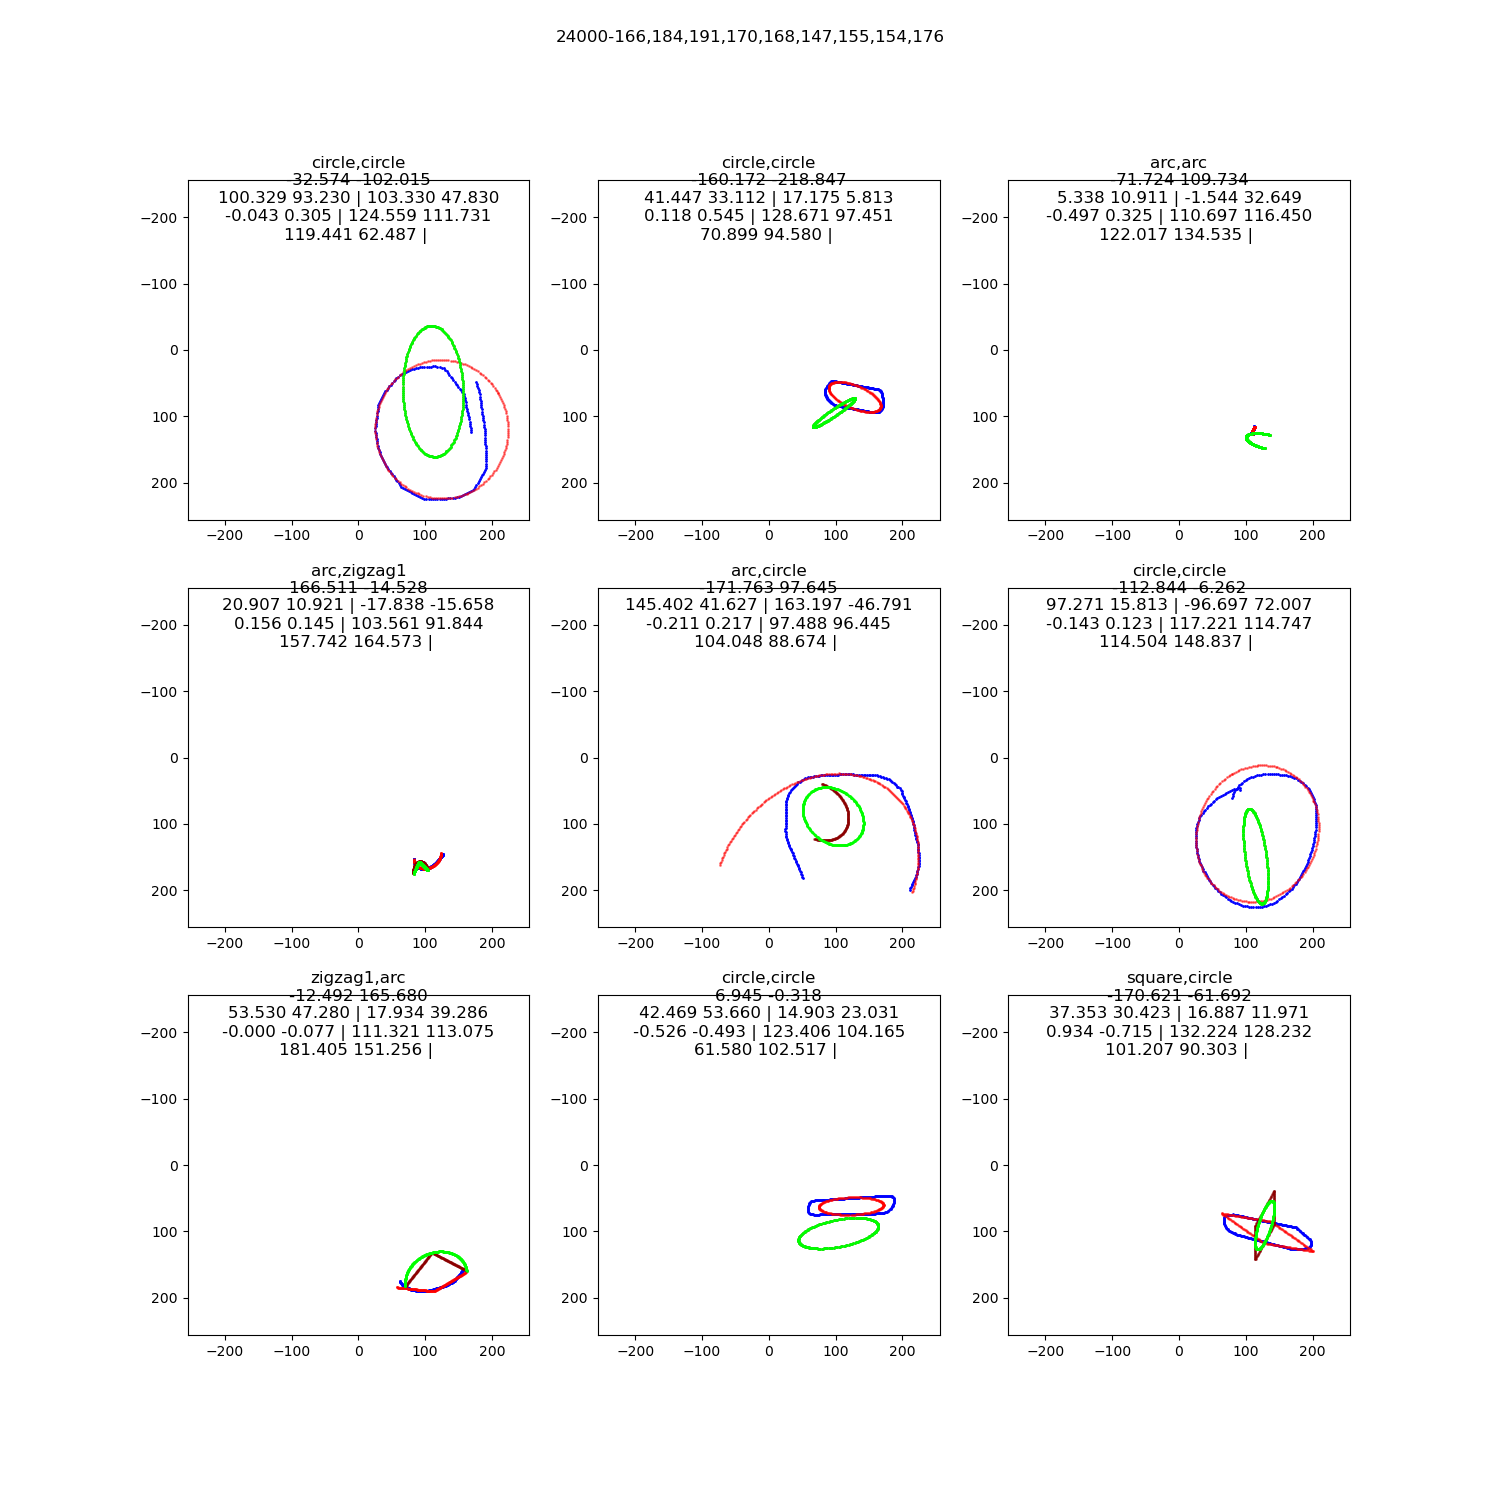 24000-166,184,191,170,168,147,155,154,176
circle,circle
-32.574 -102.015
100.329 93.230 | 103.330 47.830
-0.043 0.305 | 124.559 111.731
119.441 62.487 |
−200
−100
0
100
200
−200 −100 0 100 200
circle,circle
-160.172 -218.847
41.447 33.112 | 17.175 5.813
0.118 0.545 | 128.671 97.451
70.899 94.580 |
−200
−100
0
100
200
−200 −100 0 100 200
arc,arc
-71.724 109.734
5.338 10.911 | -1.544 32.649
-0.497 0.325 | 110.697 116.450
122.017 134.535 |
−200
−100
0
100
200
−200 −100 0 100 200
arc,zigzag1
166.511 -14.528
20.907 10.921 | -17.838 -15.658
0.156 0.145 | 103.561 91.844
157.742 164.573 |
−200
−100
0
100
200
−200 −100 0 100 200
arc,circle
-171.763 97.645
145.402 41.627 | 163.197 -46.791
-0.211 0.217 | 97.488 96.445
104.048 88.674 |
−200
−100
0
100
200
−200 −100 0 100 200
circle,circle
-112.844 -6.262
97.271 15.813 | -96.697 72.007
-0.143 0.123 | 117.221 114.747
114.504 148.837 |
−200
−100
0
100
200
−200 −100 0 100 200
zigzag1,arc
-12.492 165.680
53.530 47.280 | 17.934 39.286
-0.000 -0.077 | 111.321 113.075
181.405 151.256 |
−200
−100
0
100
200
−200 −100 0 100 200
circle,circle
6.945 -0.318
42.469 53.660 | 14.903 23.031
-0.526 -0.493 | 123.406 104.165
61.580 102.517 |
−200
−100
0
100
200
−200 −100 0 100 200
square,circle
-170.621 -61.692
37.353 30.423 | 16.887 11.971
0.934 -0.715 | 132.224 128.232
101.207 90.303 |
−200
−100
0
100
200
−200 −100 0 100 200